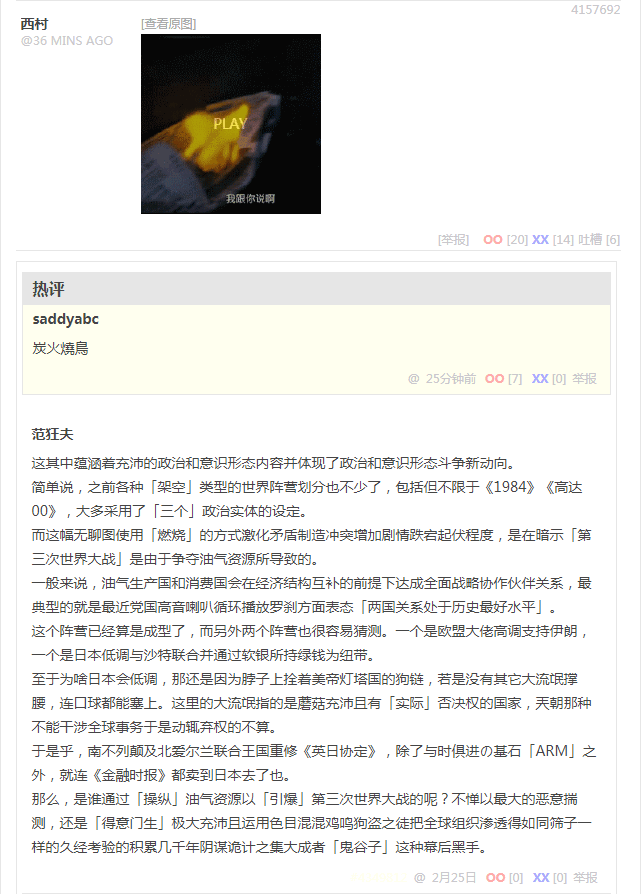 4157692
西村
[查看原图]
@36 MINS AGO
PLAY
我跟你说啊
[举报] OO [20] XX [14] 吐槽 [6]
热评
saddyabc
炭火燒鳥
@ 25分钟前 OO [7] XX [0] 举报
范狂夫
这其中蕴涵着充沛的政治和意识形态内容并体现了政治和意识形态斗争新动向。
简单说，之前各种「架空」类型的世界阵营划分也不少了，包括但不限于《1984》《高达
00》，大多采用了「三个」政治实体的设定。
而这幅无聊图使用「燃烧」的方式激化矛盾制造冲突增加剧情跌宕起伏程度，是在暗示「第
三次世界大战」是由于争夺油气资源所导致的。
一般来说，油气生产国和消费国会在经济结构互补的前提下达成全面战略协作伙伴关系，最
典型的就是最近党国高音喇叭循环播放罗刹方面表态「两国关系处于历史最好水平」。
这个阵营已经算是成型了，而另外两个阵营也很容易猜测。一个是欧盟大佬高调支持伊朗，
一个是日本低调与沙特联合并通过软银所持绿钱为纽带。
至于为啥日本会低调，那还是因为脖子上拴着美帝灯塔国的狗链，若是没有其它大流氓撑
腰，连口球都能塞上。这里的大流氓指的是蘑菇充沛且有「实际」否决权的国家，天朝那种
不能干涉全球事务于是动辄弃权的不算。
于是乎，南不列颠及北爱尔兰联合王国重修《英日协定》，除了与时俱进の基石「ARM」之
外，就连《金融时报》都卖到日本去了也。
那么，是谁通过「操纵」油气资源以「引爆」第三次世界大战的呢？不惮以最大的恶意揣
测，还是「得意门生」极大充沛且运用色目混混鸡鸣狗盗之徒把全球组织渗透得如同筛子一
样的久经考验的积累几千年阴谋诡计之集大成者「鬼谷子」这种幕后黑手。
@ 2月25日 OO [0] XX [0] 举报